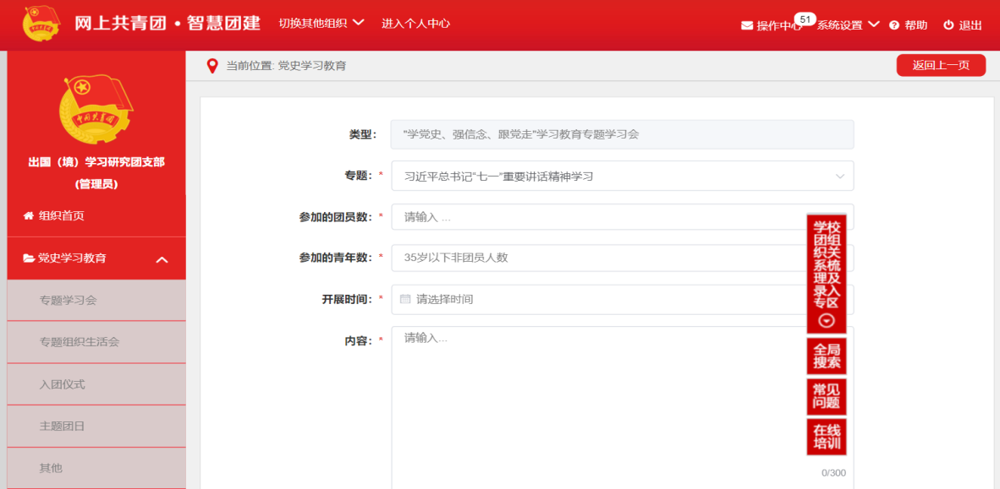 网上共青团·智慧团建 切换其他组织 进入个人中心 操作中心 51 系统设置 帮助 退出
当前位置: 党史学习教育 返回上一页
中国共青团
出国（境）学习研究团支部
(管理员)
组织首页
党史学习教育
专题学习会
专题组织生活会
入团仪式
主题团日
其他
类型： "学党史、强信念、跟党走"学习教育专题学习会
专题：* 习近平总书记"七一"重要讲话精神学习
参加的团员数：* 请输入 ...
参加的青年数：* 35岁以下非团员人数
开展时间：* 请选择时间
内容：* 请输入...
0/300
学校
团组
织关
系梳
理及
录入
专区
全局
搜索
常见
问题
在线
培训